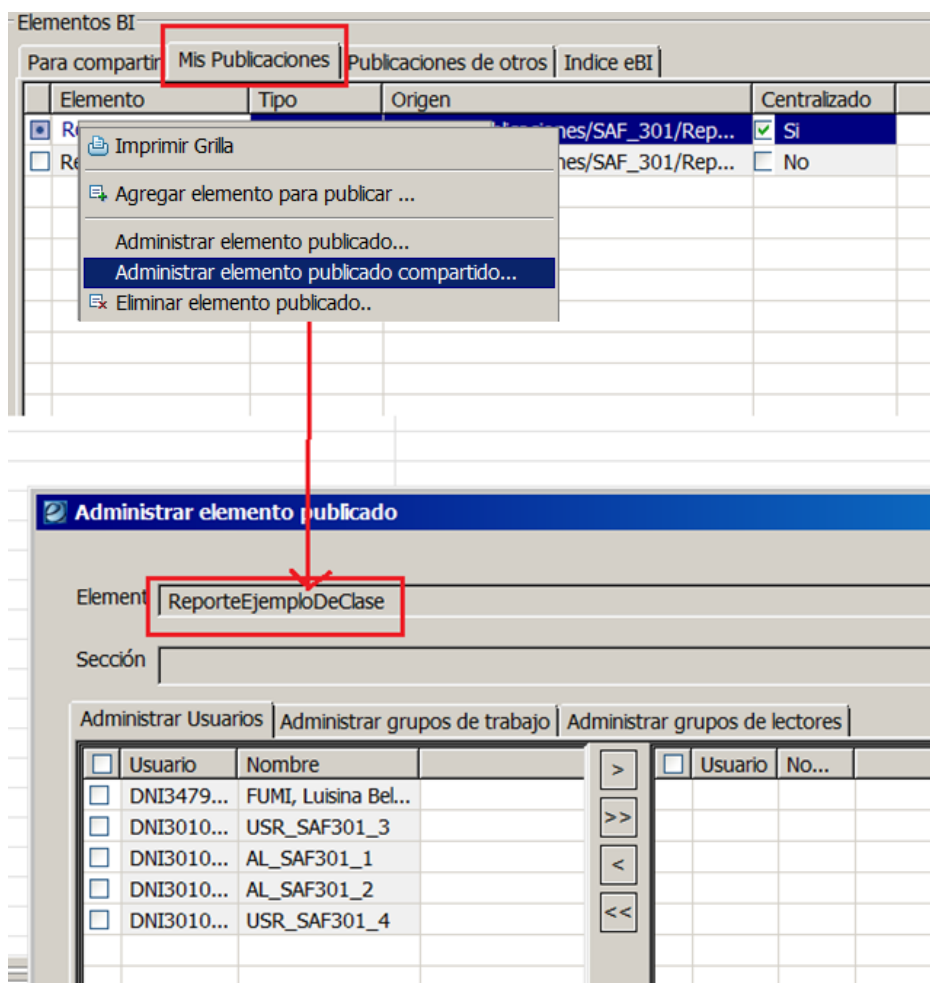 Elementos BI
Para compartir Mis Publicaciones Publicaciones de otros Indice eBI
Elemento Tipo Origen Centralizado
nes/SAF_301/Rep... Si
nes/SAF_301/Rep... No
Imprimir Grilla
Agregar elemento para publicar ...
Administrar elemento publicado...
Administrar elemento publicado compartido...
Eliminar elemento publicado..
Administrar elemento publicado
Element ReporteEjemploDeClase
Sección
Administrar Usuarios Administrar grupos de trabajo Administrar grupos de lectores
Usuario Nombre > Usuario No...
DNI3479... FUMI, Luisina Bel...
DNI3010... USR_SAF301_3 >>
DNI3010... AL_SAF301_1 <
DNI3010... AL_SAF301_2
DNI3010... USR_SAF301_4 <<